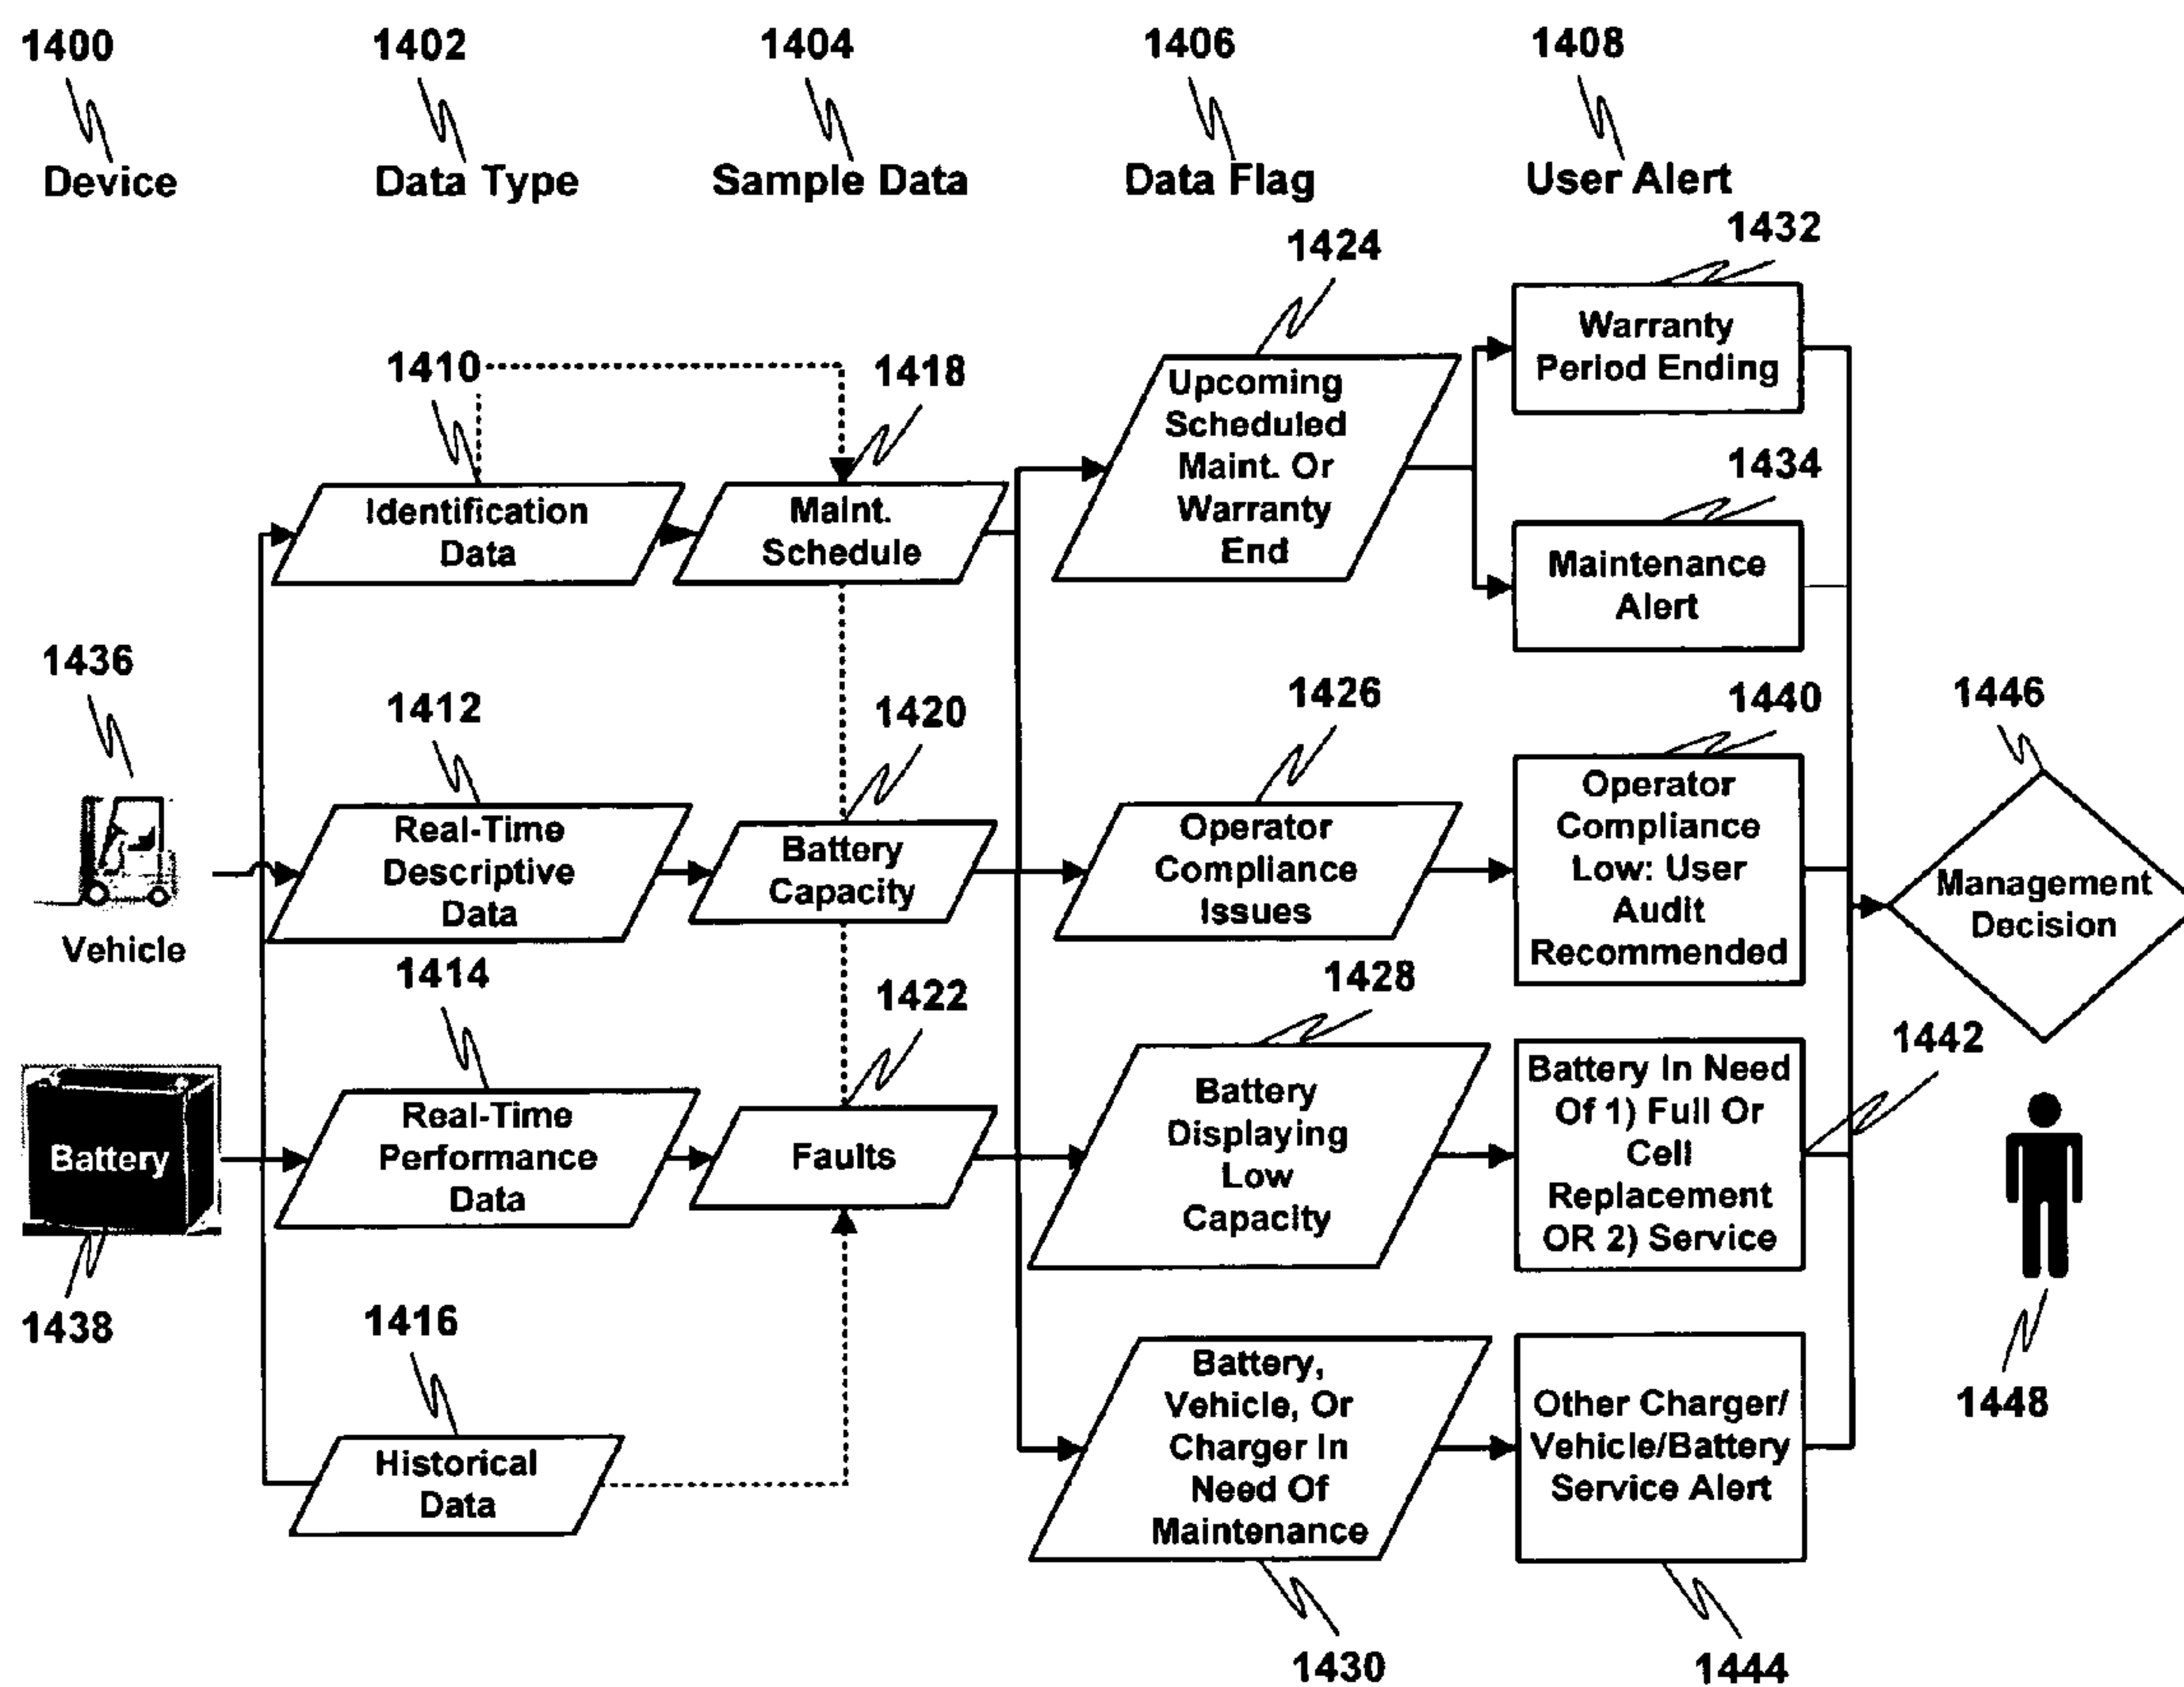 1400
1402
1404
1406
1408
Device
Data Type
Sample Data
Data Flag
User Alert
1432
1424
Warranty
Period Ending
1410
1418
Upcoming
Scheduled
Maint. Or
Warranty
End
1434
Identification
Data
Maint.
Schedule
Maintenance
Alert
1436
1412
1420
1426
1440
1446
Vehicle
Real-Time
Descriptive
Data
Battery
Capacity
Operator
Compliance
Issues
Operator
Compliance
Low: User
Audit
Recommended
Management
Decision
1414
1422
1428
1442
Battery
Real-Time
Performance
Data
Faults
Battery
Displaying
Low
Capacity
Battery In Need
Of 1) Full Or
Cell
Replacement
OR 2) Service
1438
1416
1448
Historical
Data
Battery,
Vehicle, Or
Charger In
Need Of
Maintenance
Other Charger/
Vehicle/Battery
Service Alert
1430
1444